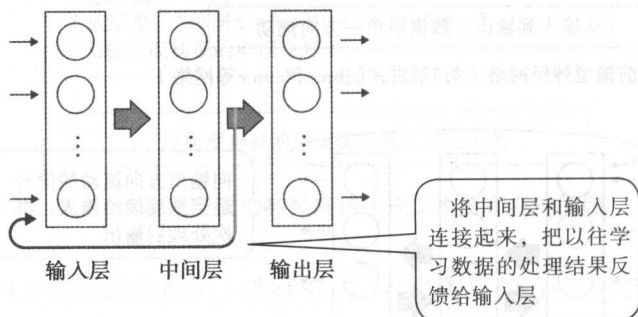 输入层
中间层
输出层
将中间层和输入层
连接起来，把以往学
习数据的处理结果反
馈给输入层